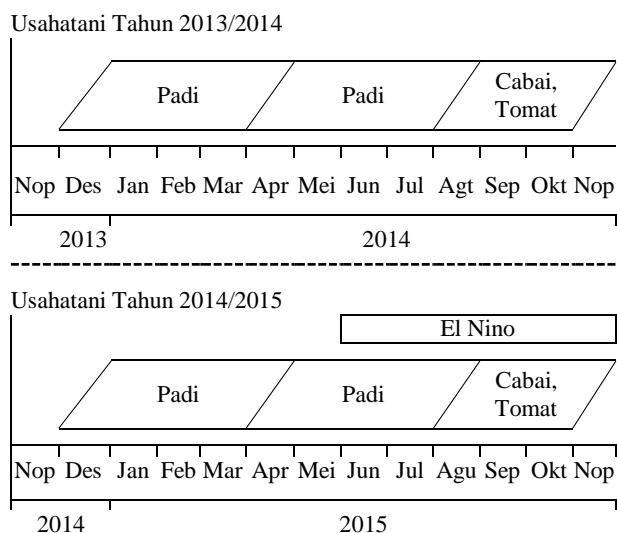 Usahatani Tahun 2013/2014
Padi Padi Cabai,
Tomat
Nop Des Jan Feb Mar Apr Mei Jun Jul Agt Sep Okt Nop
2013 2014
Usahatani Tahun 2014/2015
El Nino
Padi Padi Cabai,
Tomat
Nop Des Jan Feb Mar Apr Mei Jun Jul Agu Sep Okt Nop
2014 2015